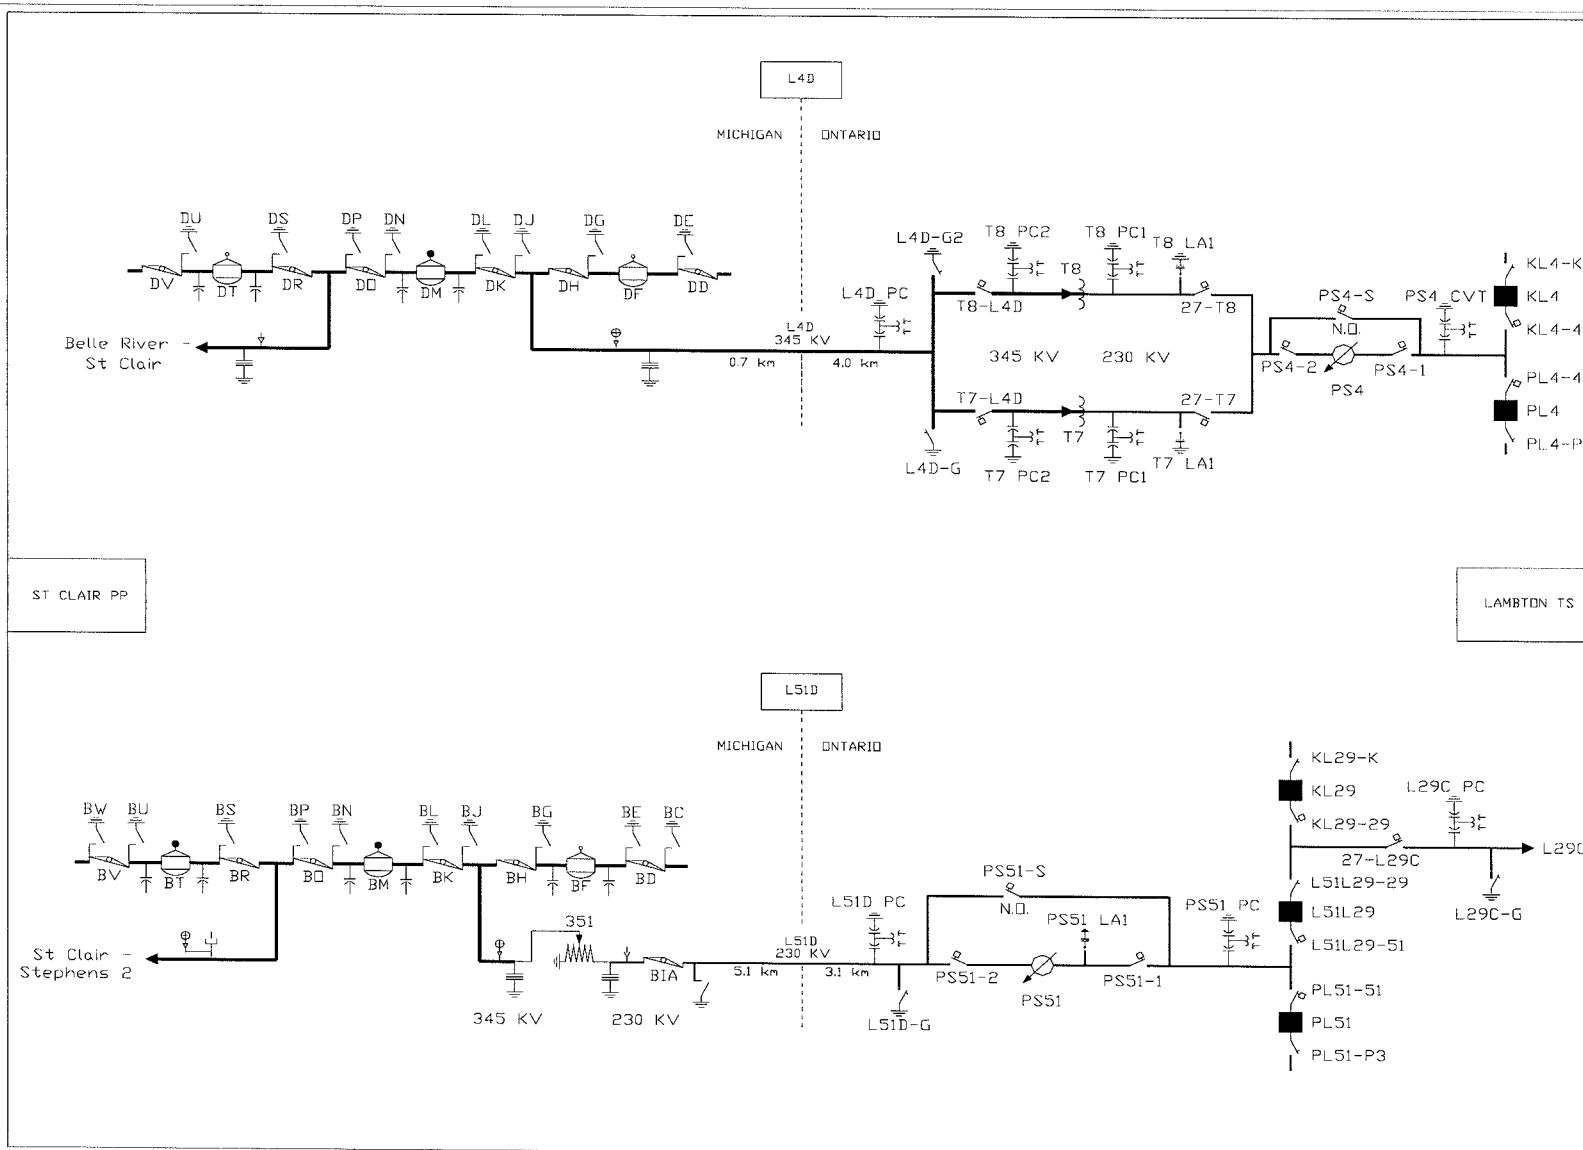 L4D
MICHIGAN ONTARIO
DU DS DP DN DL DJ DG DE
DV DT DR DO DM DK DH DF DD
Belle River -
St Clair
L4D
345 KV
0.7 km 4.0 km
L4D PC
L4D-G2
T8 PC2 T8 PC1 T8 LA1
T8
T8-L4D 27-T8
345 KV 230 KV
T7-L4D 27-T7
T7
L4D-G
T7 PC2 T7 PC1 T7 LA1
PS4-S
N.O.
PS4 CVT
PS4-2 PS4-1
PS4
KL4-K
KL4
KL4-4
PL4-4
PL4
PL4-P
ST CLAIR PP
LAMBTON TS
L51D
MICHIGAN ONTARIO
BW BU BS BP BN BL BJ BG BE BC
BV BT BR BO BM BK BH BF BD
St Clair -
Stephens 2
351
BIA
345 KV 230 KV
L51D
230 KV
5.1 km 3.1 km
L51D PC
L51D-G
PS51-S
N.O.
PS51 LA1
PS51-2 PS51-1
PS51
PS51 PC
KL29-K
KL29
KL29-29
L29C PC
27-L29C
L29C
L51L29-29
L51L29
L51L29-51
L29C-G
PL51-51
PL51
PL51-P3